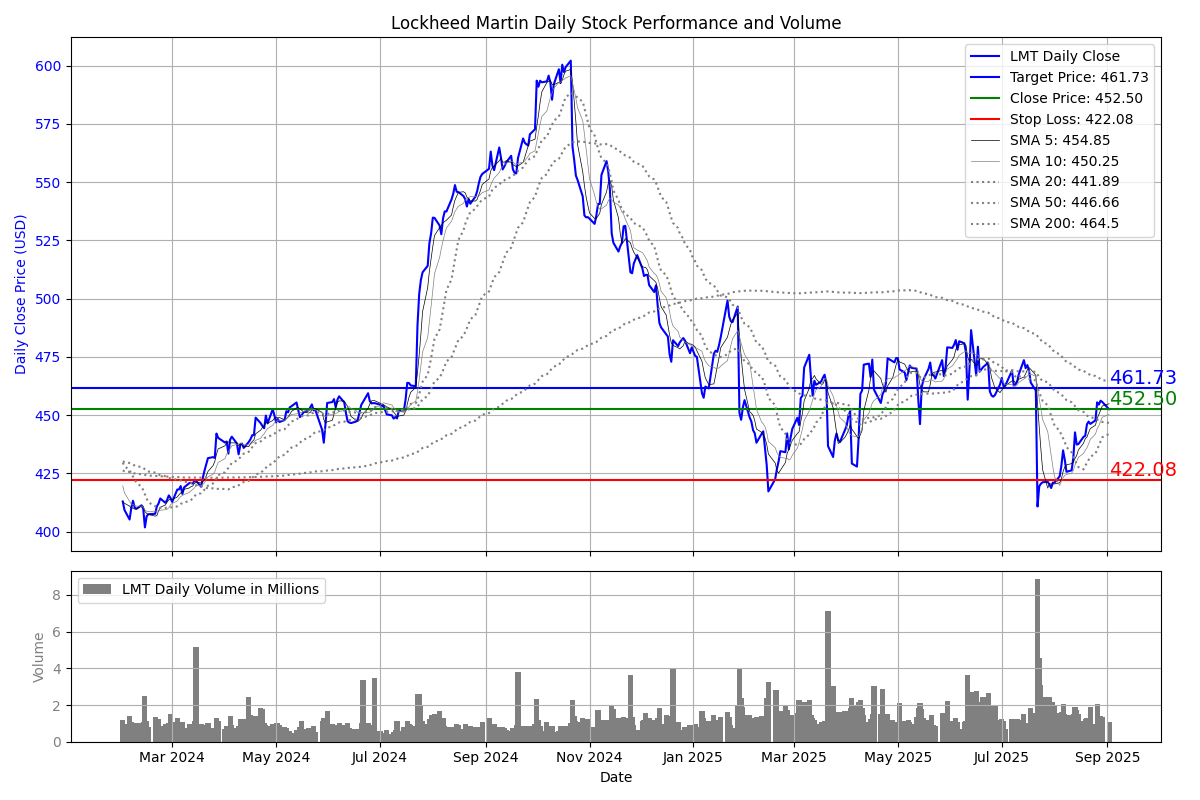 Lockheed Martin Daily Stock Performance and Volume
Daily Close Price (USD)
600
575
550
525
500
475
450
425
400
LMT Daily Close
Target Price: 461.73
Close Price: 452.50
Stop Loss: 422.08
SMA 5: 454.85
SMA 10: 450.25
SMA 20: 441.89
SMA 50: 446.66
SMA 200: 464.5
461.73
452.50
422.08
LMT Daily Volume in Millions
Volume
8
6
4
2
0
Mar 2024 May 2024 Jul 2024 Sep 2024 Nov 2024 Jan 2025 Mar 2025 May 2025 Jul 2025 Sep 2025
Date